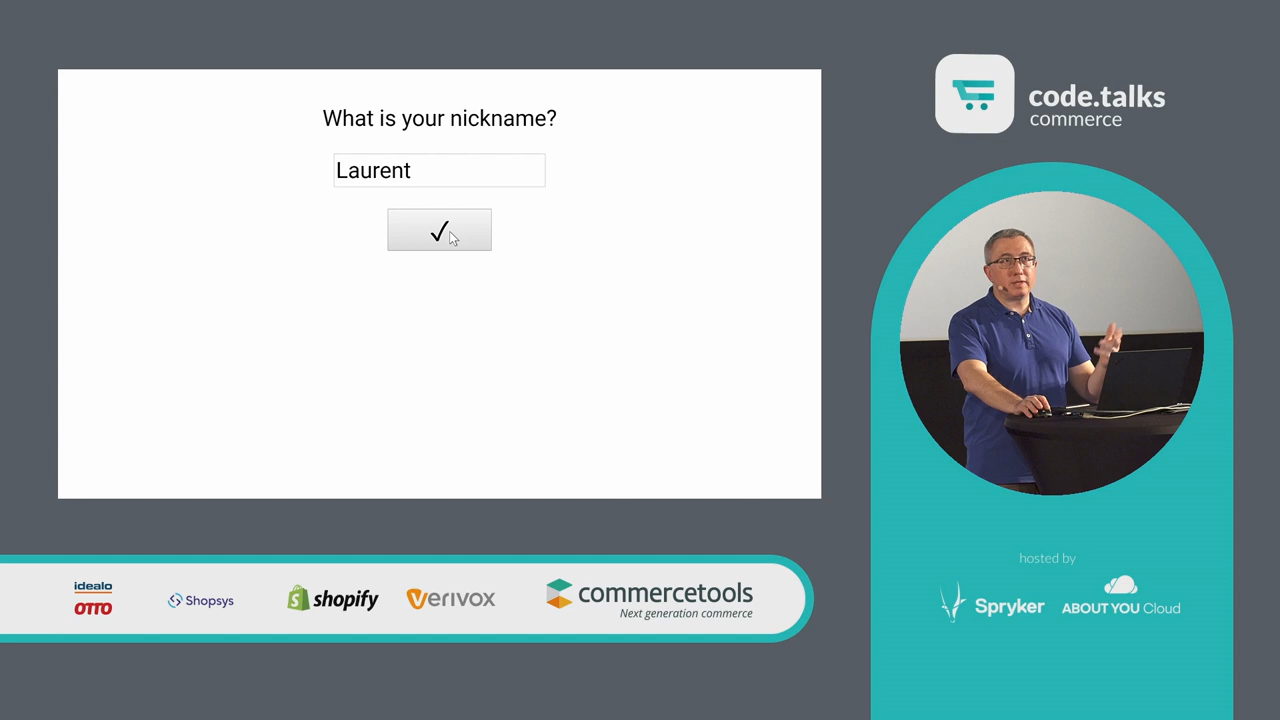 What is your nickname?
Laurent
✓
code.talks
commerce
hosted by
Spryker
ABOUT YOU Cloud
idealo
OTTO
Shopsys
shopify
VERIVOX
commercetools
Next generation commerce